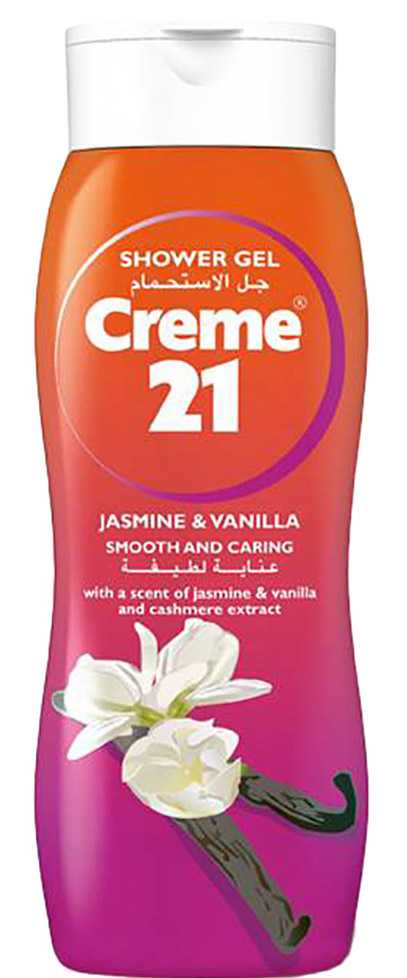 SHOWER GEL
جل الاستحمام
Creme®
21
JASMINE & VANILLA
SMOOTH AND CARING
عناية لطيفة
with a scent of jasmine & vanilla
and cashmere extract